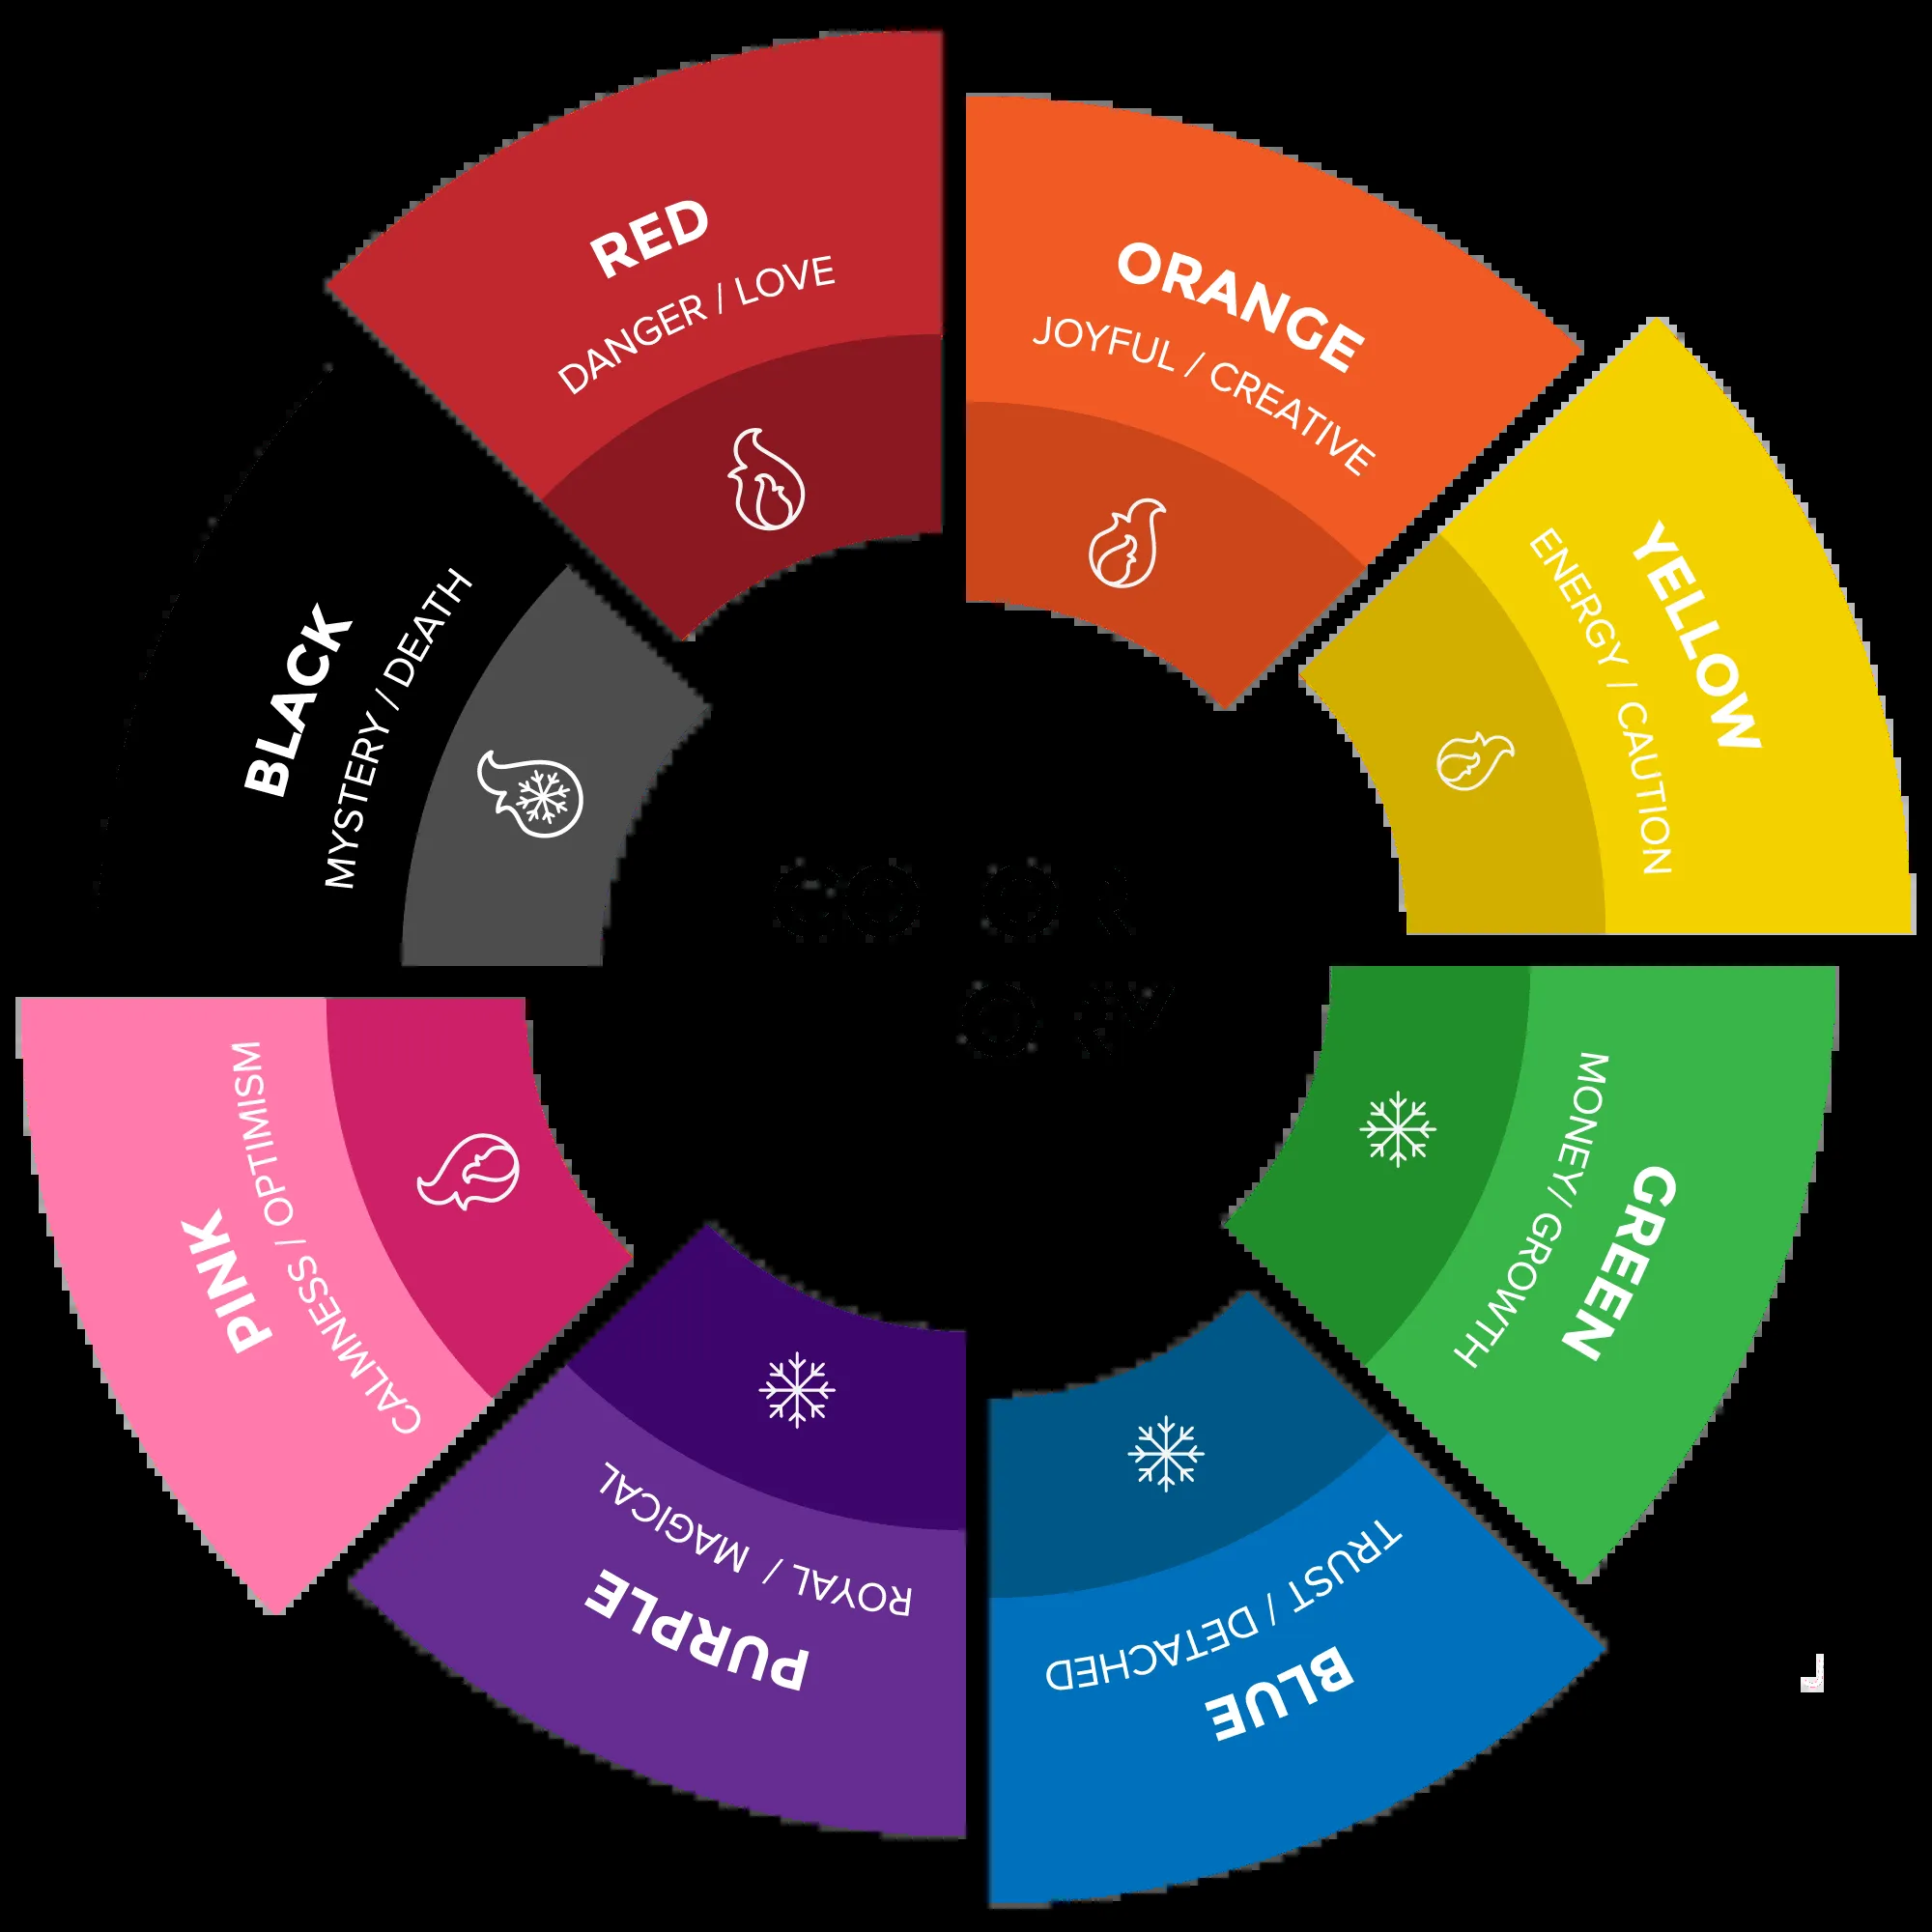 RED
DANGER / LOVE
ORANGE
JOYFUL / CREATIVE
YELLOW
ENERGY / CAUTION
GREEN
MONEY/ GROWTH
BLUE
TRUST / DETACHED
PURPLE
ROYAL / MAGICAL
PINK
CALMNESS / OPTIMISM
BLACK
MYSTERY / DEATH